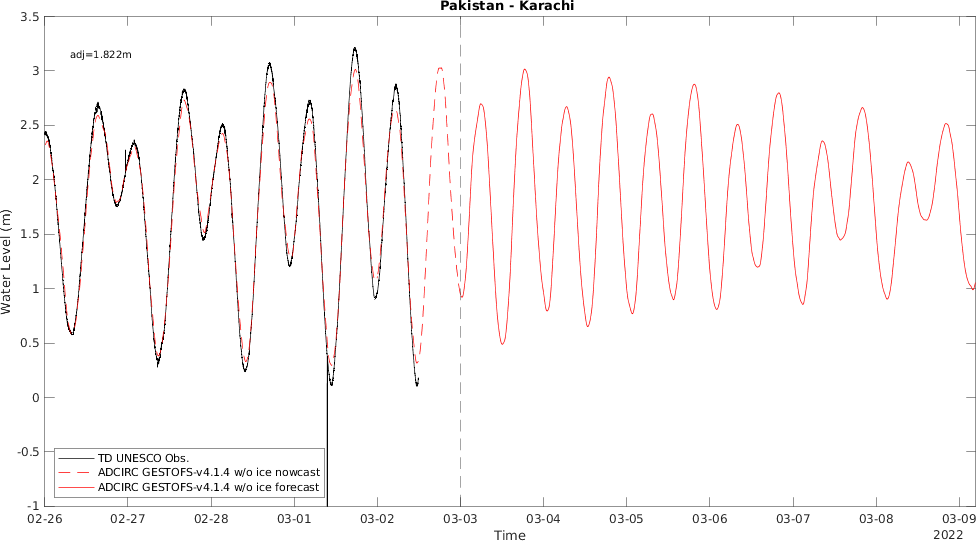 Pakistan - Karachi
3.5
3
2.5
2
1.5
1
0.5
0
-0.5
-1
Water Level (m)
adj=1.822m
TD UNESCO Obs.
ADCIRC GESTOFS-v4.1.4 w/o ice nowcast
ADCIRC GESTOFS-v4.1.4 w/o ice forecast
02-26 02-27 02-28 03-01 03-02 03-03 03-04 03-05 03-06 03-07 03-08 03-09
Time
2022